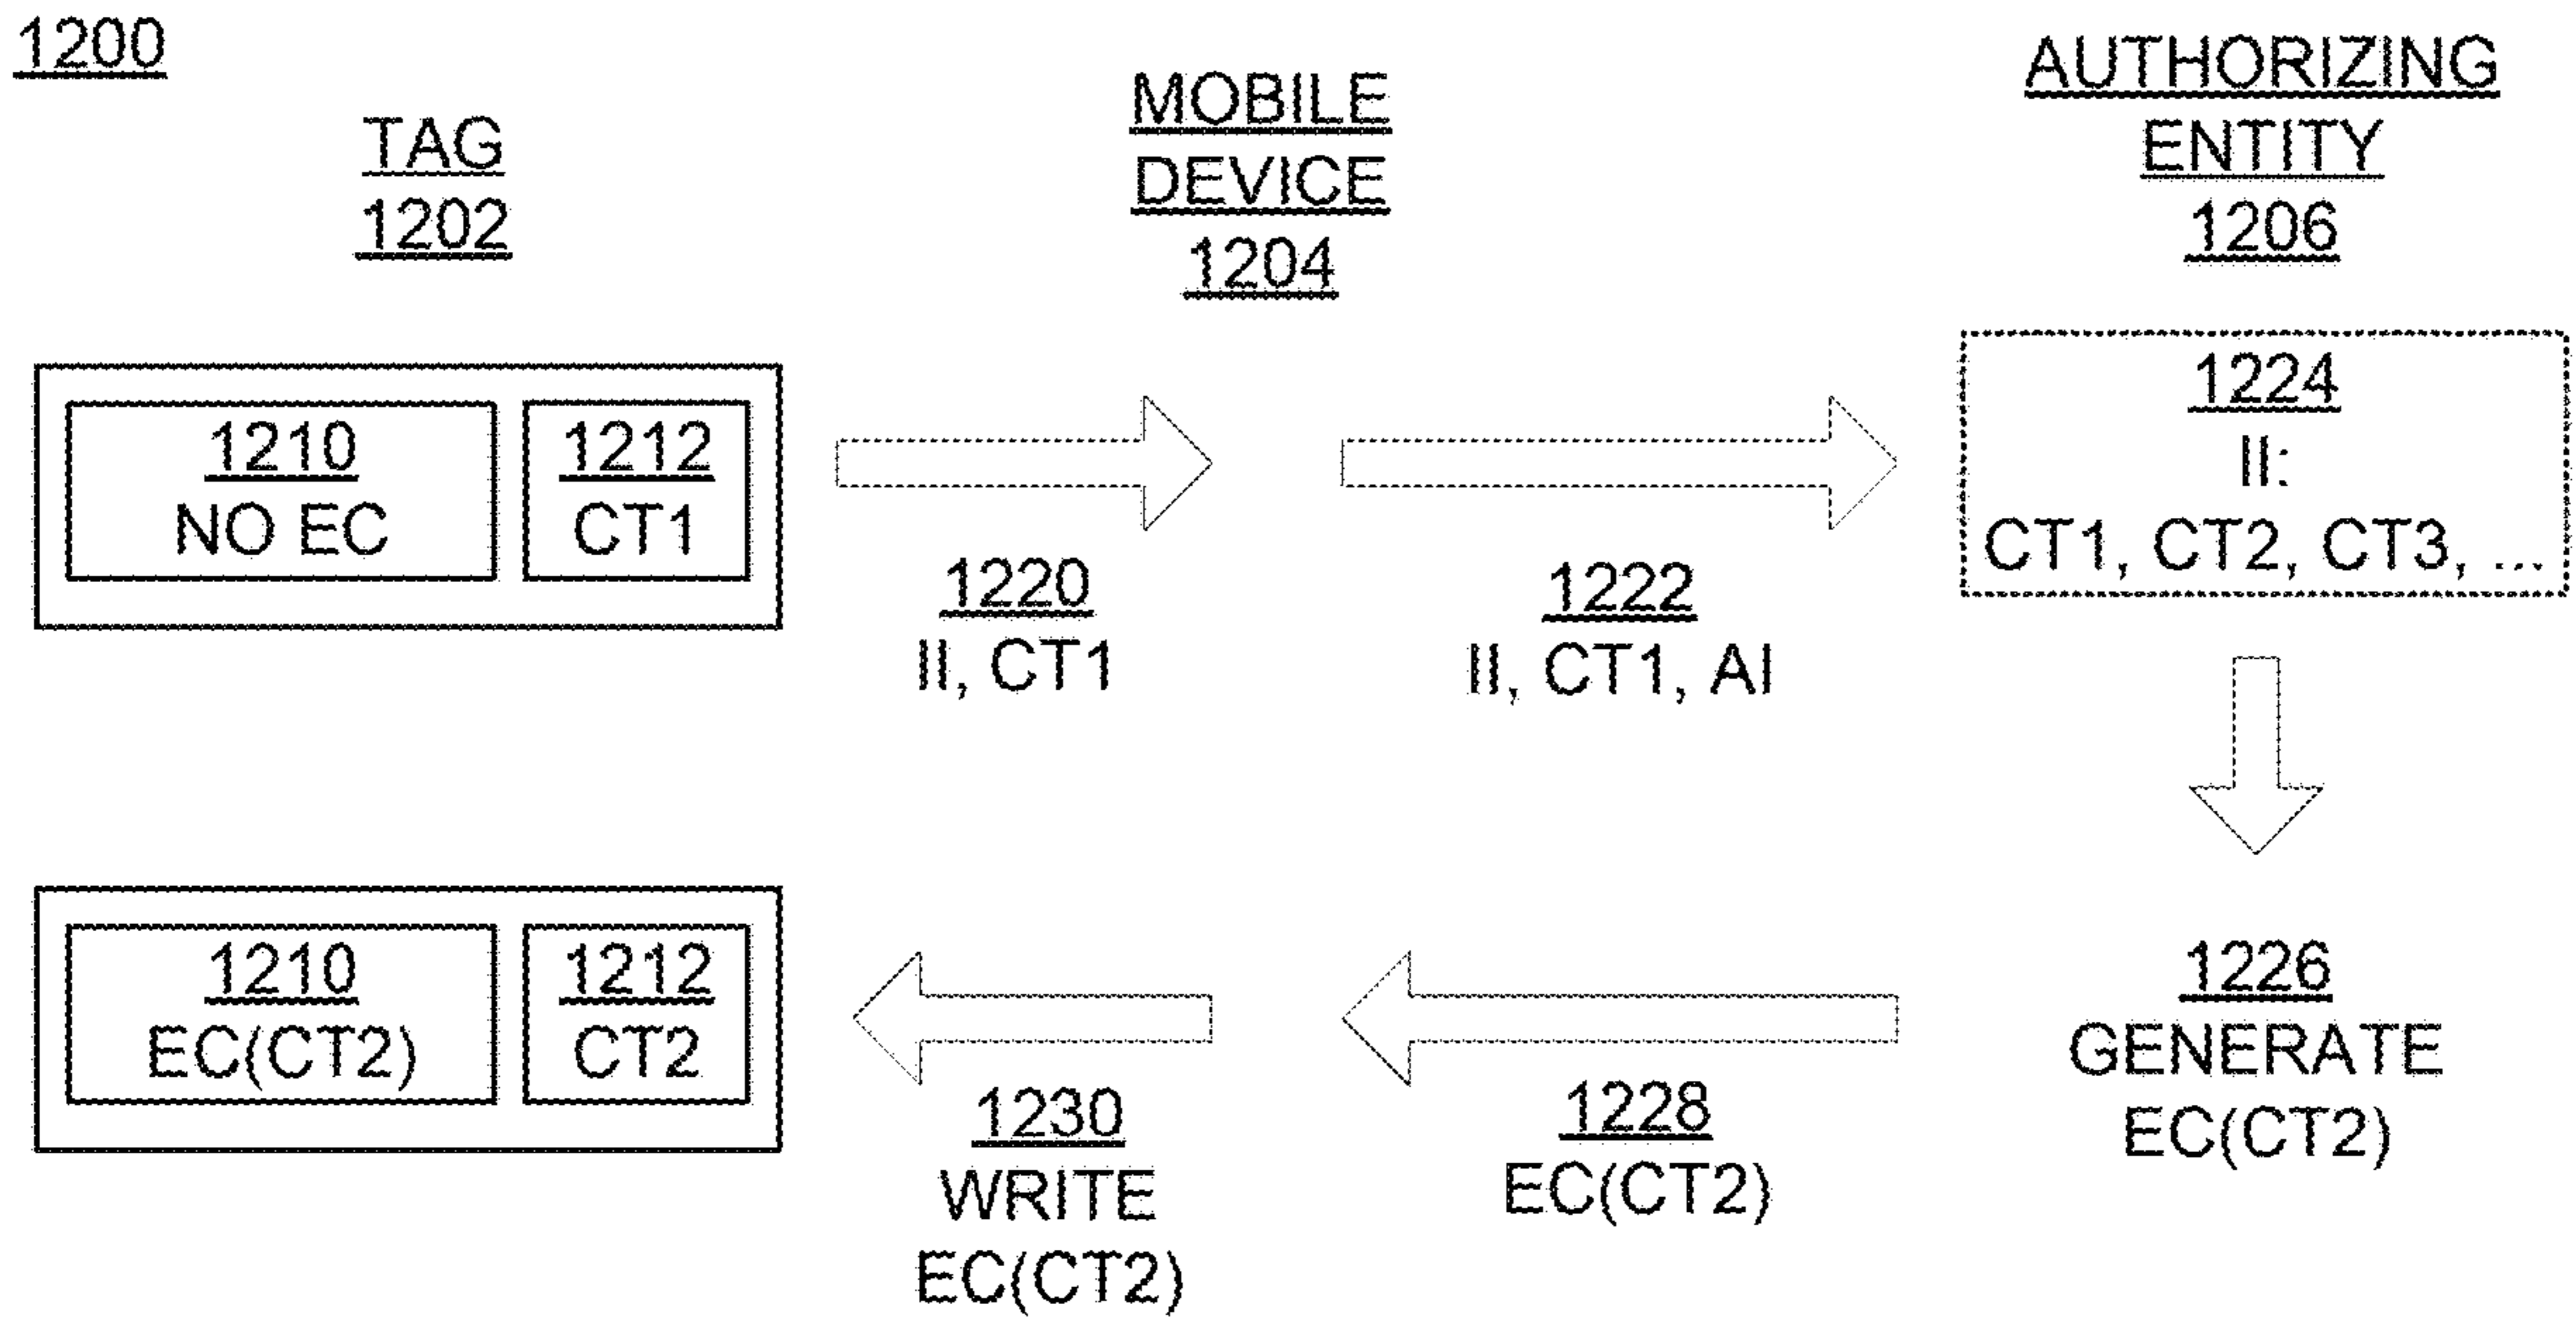 1200
TAG
1202
MOBILE
DEVICE
1204
AUTHORIZING
ENTITY
1206
1210
NO EC
1212
CT1
1220
II, CT1
1222
II, CT1, AI
1224
II:
CT1, CT2, CT3, ...
1226
GENERATE
EC(CT2)
1228
EC(CT2)
1230
WRITE
EC(CT2)
1210
EC(CT2)
1212
CT2